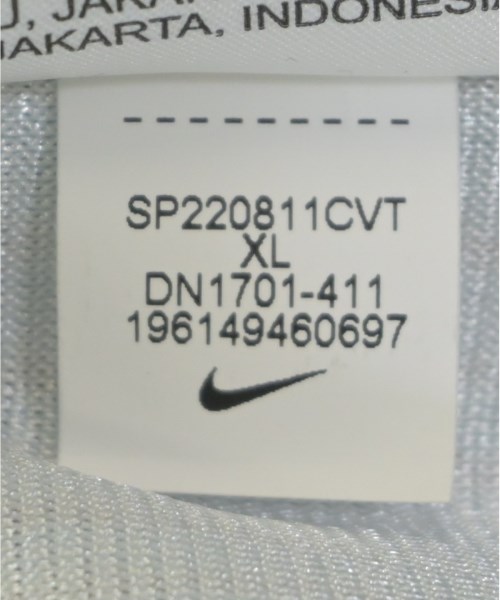 JAKARTA, INDONESIA
---------
SP220811CVT
XL
DN1701-411
196149460697